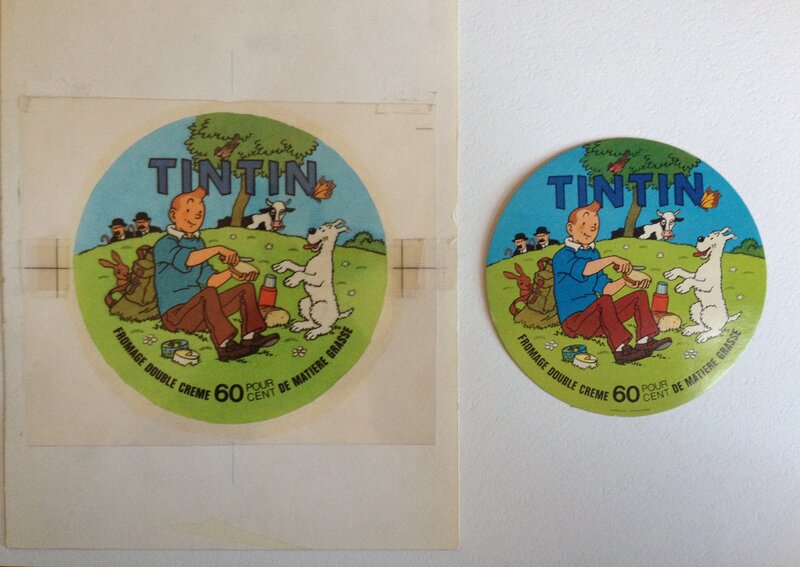 TINTIN
FROMAGE DOUBLE CREME 60 POUR CENT DE MATIERE GRASSE
TINTIN
FROMAGE DOUBLE CREME 60 POUR CENT DE MATIERE GRASSE